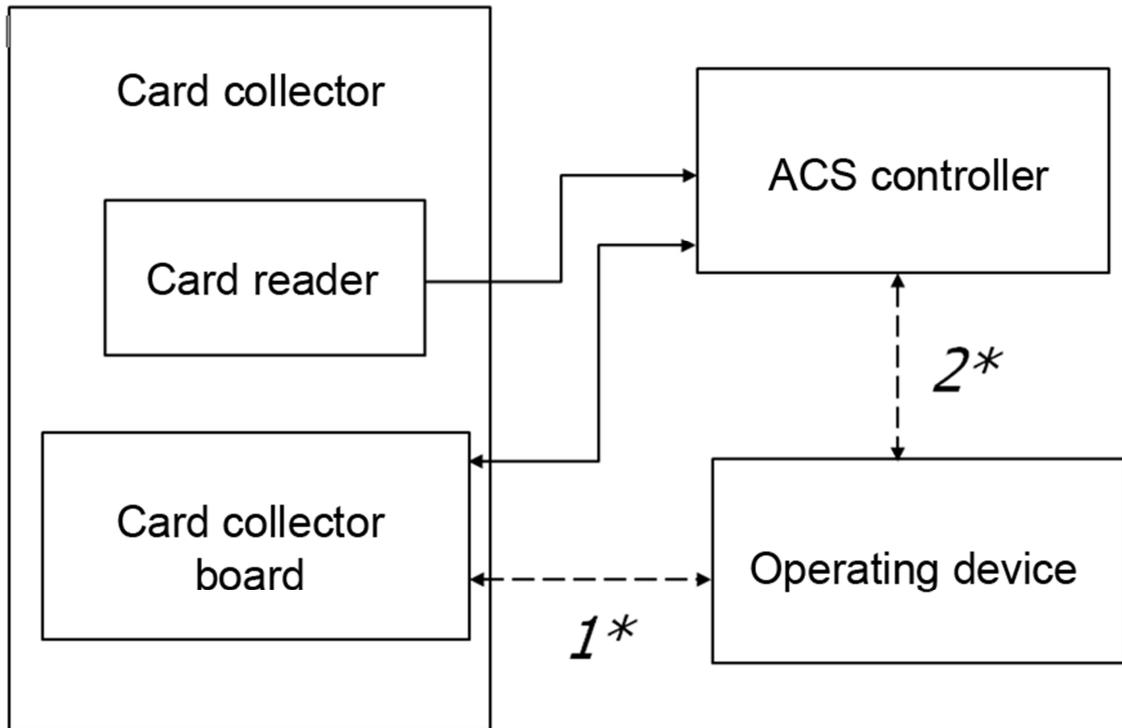 Card collector
ACS controller
Card reader
2*
Card collector
board
Operating device
1*